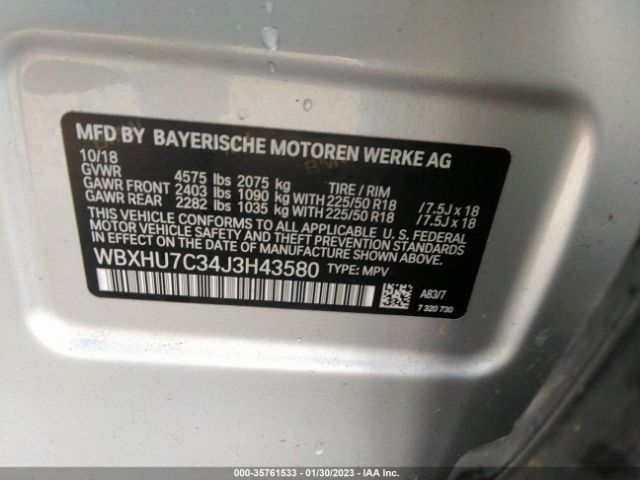 MFD BY BAYERISCHE MOTOREN WERKE AG
10/18
GVWR 4575 lbs 2075 kg TIRE / RIM
GAWR FRONT 2403 lbs 1090 kg WITH 225/50 R18 /7.5J x 18
GAWR REAR 2282 lbs 1035 kg WITH 225/50 R18 /7.5J x 18
THIS VEHICLE CONFORMS TO ALL APPLICABLE U. S. FEDERAL
MOTOR VEHICLE SAFETY AND THEFT PREVENTION STANDARDS
IN EFFECT ON THE DATE OF MANUFACTURE SHOWN ABOVE.
WBXHU7C34J3H43580 TYPE: MPV
A83/7
7 320 730
000-35761533 — 01/30/2023 — IAA Inc.